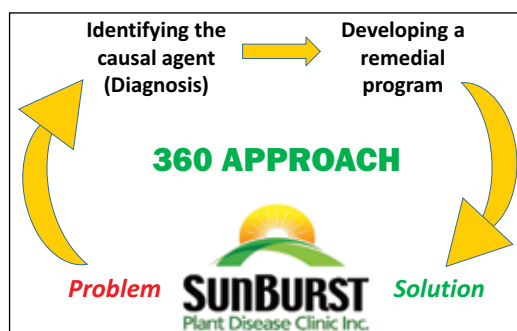 Identifying the
causal agent
(Diagnosis)
Developing a
remedial
program
360 APPROACH
Problem
SUNBURST
Plant Disease Clinic Inc.
Solution